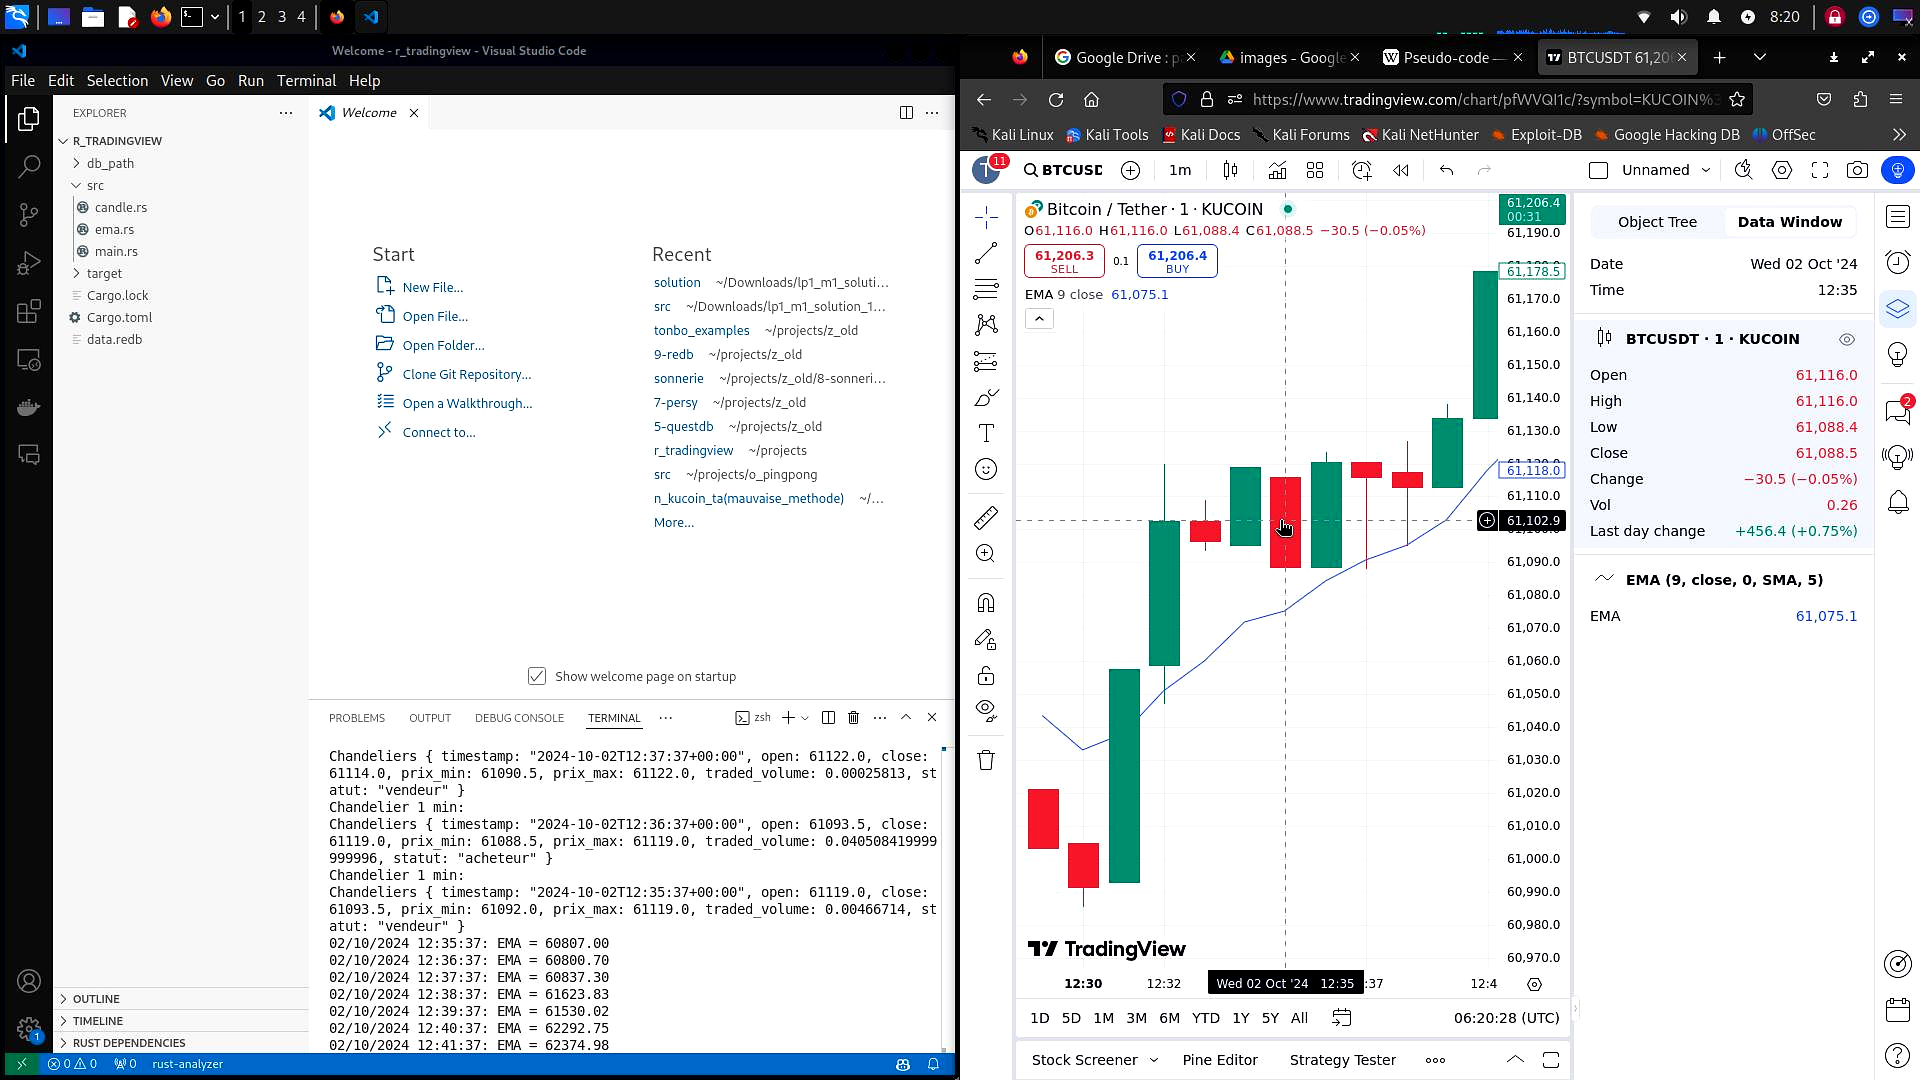 1 2 3 4
8:20
Welcome - r_tradingview - Visual Studio Code
File Edit Selection View Go Run Terminal Help
EXPLORER
R_TRADINGVIEW
db_path
src
candle.rs
ema.rs
main.rs
target
Cargo.lock
Cargo.toml
data.redb
OUTLINE
TIMELINE
RUST DEPENDENCIES
1
Welcome
Start
New File...
Open File...
Open Folder...
Clone Git Repository...
Open a Walkthrough...
Connect to...
Recent
solution ~/Downloads/lp1_m1_soluti...
src ~/Downloads/lp1_m1_solution_1...
tonbo_examples ~/projects/z_old
9-redb ~/projects/z_old
sonnerie ~/projects/z_old/8-sonneri...
7-persy ~/projects/z_old
5-questdb ~/projects/z_old
r_tradingview ~/projects
src ~/projects/o_pingpong
n_kucoin_ta(mauvaise_methode) ~/...
More...
Show welcome page on startup
PROBLEMS OUTPUT DEBUG CONSOLE TERMINAL
zsh
Chandeliers { timestamp: "2024-10-02T12:37:37+00:00", open: 61122.0, close:
61114.0, prix_min: 61090.5, prix_max: 61122.0, traded_volume: 0.00025813, st
atut: "vendeur" }
Chandelier 1 min:
Chandeliers { timestamp: "2024-10-02T12:36:37+00:00", open: 61093.5, close:
61119.0, prix_min: 61088.5, prix_max: 61119.0, traded_volume: 0.040508419999
999996, statut: "acheteur" }
Chandelier 1 min:
Chandeliers { timestamp: "2024-10-02T12:35:37+00:00", open: 61119.0, close:
61093.5, prix_min: 61092.0, prix_max: 61119.0, traded_volume: 0.00466714, st
atut: "vendeur" }
02/10/2024 12:35:37: EMA = 60807.00
02/10/2024 12:36:37: EMA = 60800.70
02/10/2024 12:37:37: EMA = 60837.30
02/10/2024 12:38:37: EMA = 61623.83
02/10/2024 12:39:37: EMA = 61530.02
02/10/2024 12:40:37: EMA = 62292.75
02/10/2024 12:41:37: EMA = 62374.98
0 0 0 rust-analyzer
Google Drive : p
images - Google
Pseudo-code —
BTCUSDT 61,20
https://www.tradingview.com/chart/pfWVQI1c/?symbol=KUCOIN%3
Kali Linux Kali Tools Kali Docs Kali Forums Kali NetHunter Exploit-DB Google Hacking DB OffSec
T 11 BTCUSD 1m Unnamed
Bitcoin / Tether · 1 · KUCOIN
O61,116.0 H61,116.0 L61,088.4 C61,088.5 −30.5 (−0.05%)
61,206.3
SELL
0.1
61,206.4
BUY
EMA 9 close 61,075.1
61,206.4
00:31
61,190.0
61,178.5
61,170.0
61,160.0
61,150.0
61,140.0
61,130.0
61,118.0
61,110.0
61,102.9
61,090.0
61,080.0
61,070.0
61,060.0
61,050.0
61,040.0
61,030.0
61,020.0
61,010.0
61,000.0
60,990.0
60,980.0
60,970.0
TradingView
12:30 12:32 Wed 02 Oct '24 12:35 :37 12:4
1D 5D 1M 3M 6M YTD 1Y 5Y All
06:20:28 (UTC)
Stock Screener Pine Editor Strategy Tester
Object Tree Data Window
Date Wed 02 Oct '24
Time 12:35
BTCUSDT · 1 · KUCOIN
Open 61,116.0
High 61,116.0
Low 61,088.4
Close 61,088.5
Change −30.5 (−0.05%)
Vol 0.26
Last day change +456.4 (+0.75%)
EMA (9, close, 0, SMA, 5)
EMA 61,075.1
2